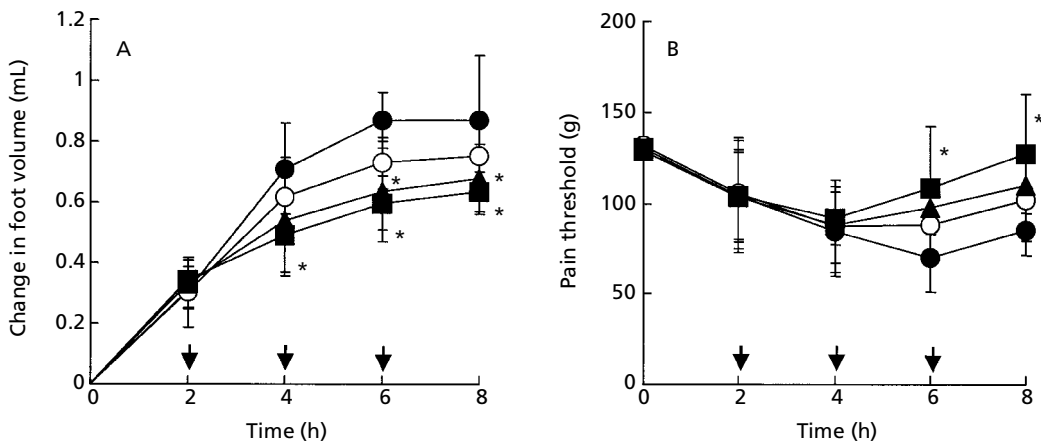 A
Change in foot volume (mL)
1.2
1
0.8
0.6
0.4
0.2
0
0 2 4 6 8
Time (h)
* * * * *
B
Pain threshold (g)
200
150
100
50
0
0 2 4 6 8
Time (h)
* *